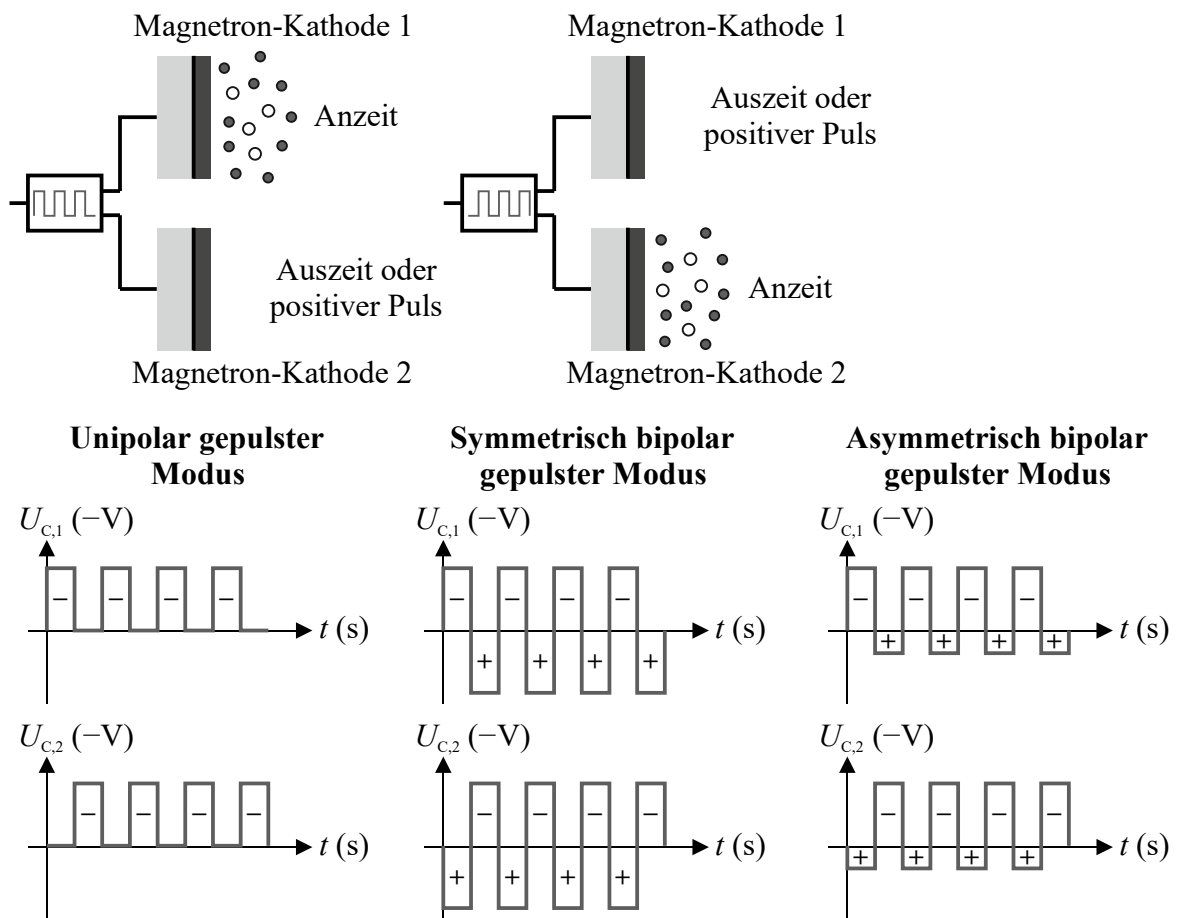 Magnetron-Kathode 1
Anzeit
Auszeit oder
positiver Puls
Magnetron-Kathode 2
Magnetron-Kathode 1
Auszeit oder
positiver Puls
Anzeit
Magnetron-Kathode 2
Unipolar gepulster
Modus
U_C,1 (−V)
− − − −
t (s)
U_C,2 (−V)
− − − −
t (s)
Symmetrisch bipolar
gepulster Modus
U_C,1 (−V)
− − − −
t (s)
+ + + +
U_C,2 (−V)
− − − −
t (s)
+ + + +
Asymmetrisch bipolar
gepulster Modus
U_C,1 (−V)
− − − −
t (s)
+ + + +
U_C,2 (−V)
− − − −
t (s)
+ + + +